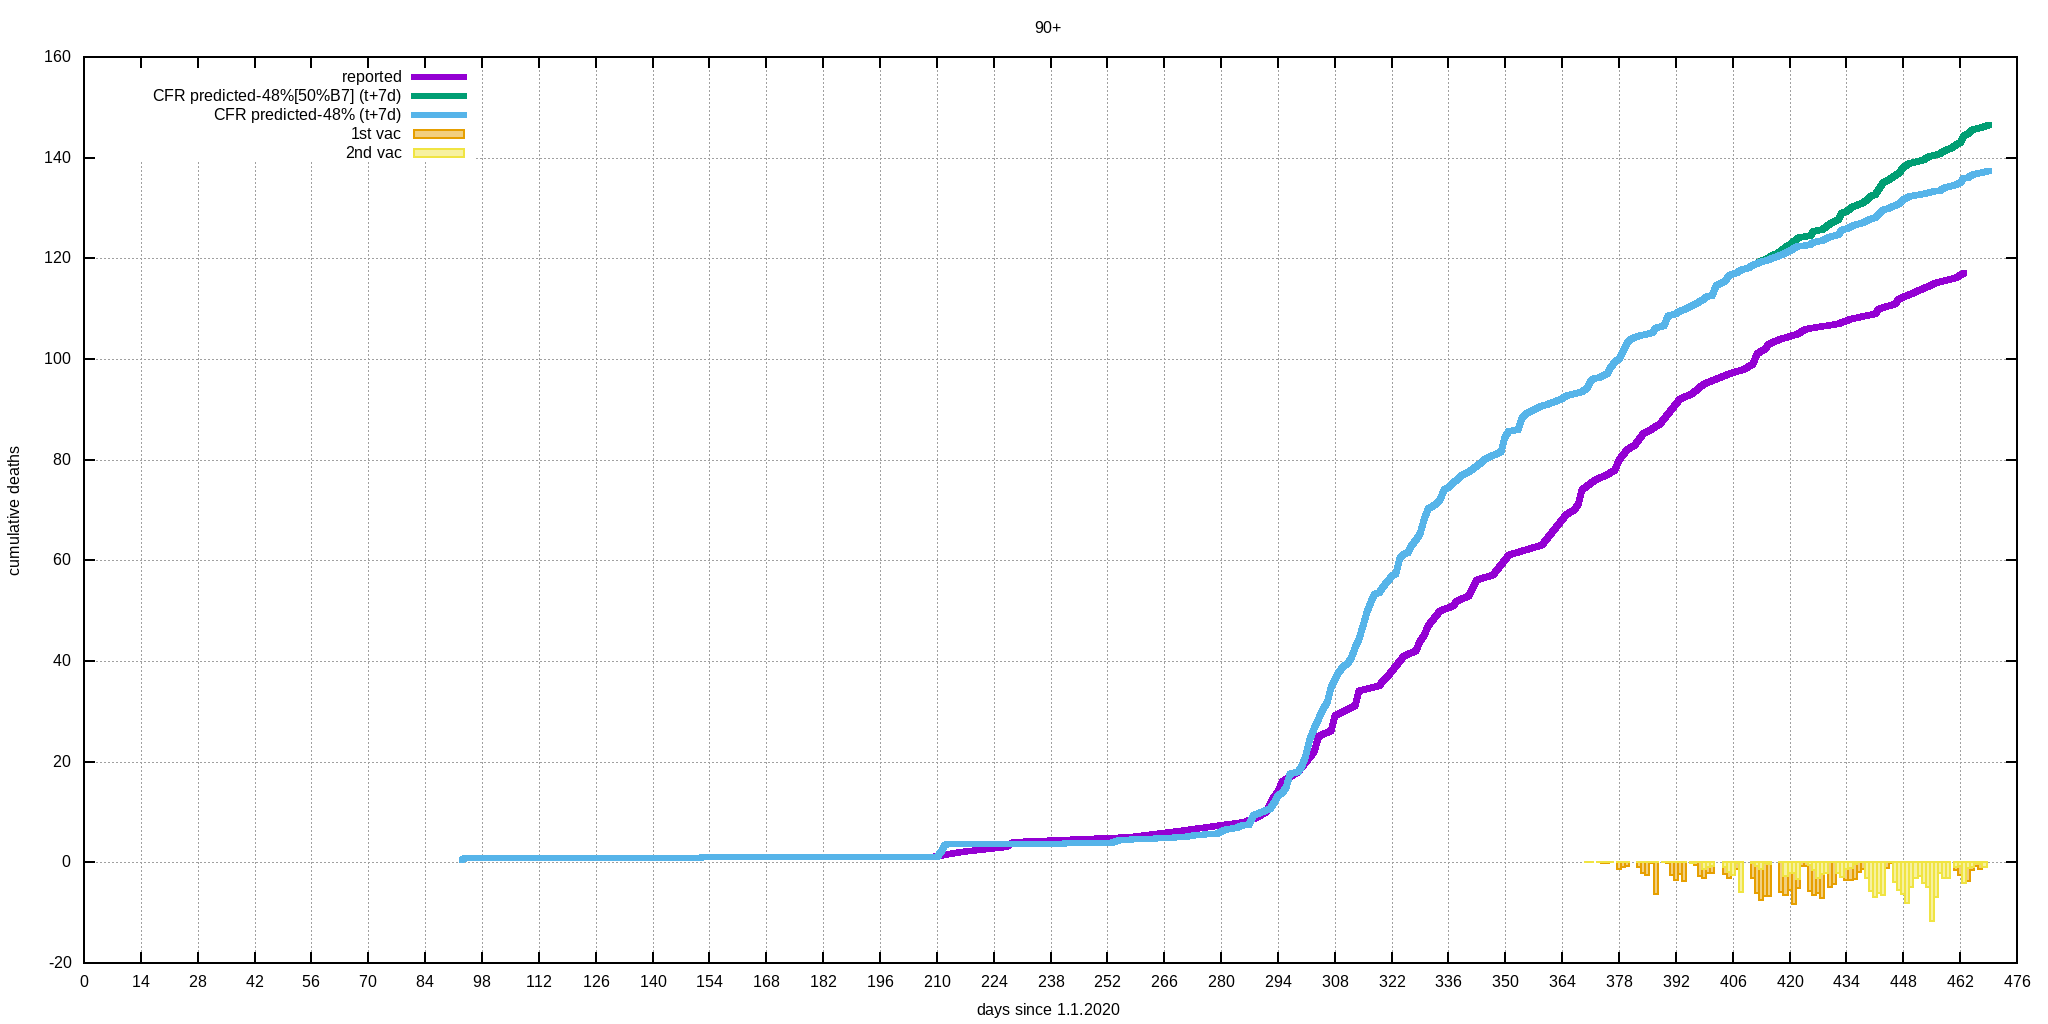 90+
160
140
120
100
80
60
40
20
0
-20
reported
CFR predicted-48%[50%B7] (t+7d)
CFR predicted-48% (t+7d)
1st vac
2nd vac
cumulative deaths
0 14 28 42 56 70 84 98 112 126 140 154 168 182 196 210 224 238 252 266 280 294 308 322 336 350 364 378 392 406 420 434 448 462 476
days since 1.1.2020